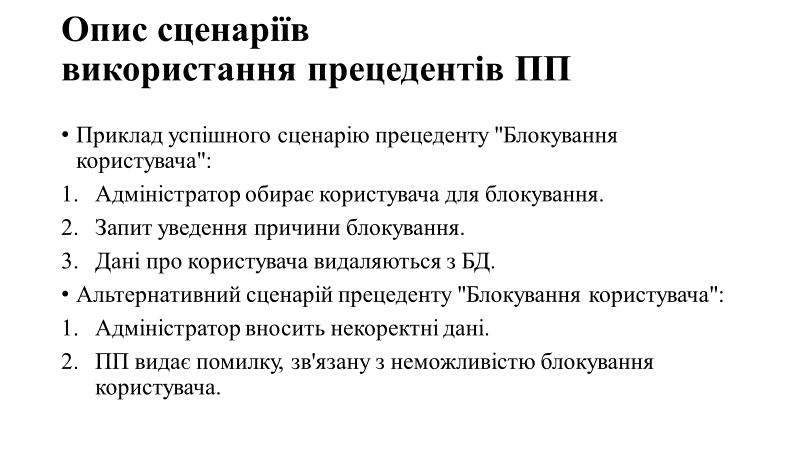 Опис сценаріїв
використання прецедентів ПП
• Приклад успішного сценарію прецеденту "Блокування
користувача":
1. Адміністратор обирає користувача для блокування.
2. Запит уведення причини блокування.
3. Дані про користувача видаляються з БД.
• Альтернативний сценарій прецеденту "Блокування користувача":
1. Адміністратор вносить некоректні дані.
2. ПП видає помилку, зв'язану з неможливістю блокування
користувача.